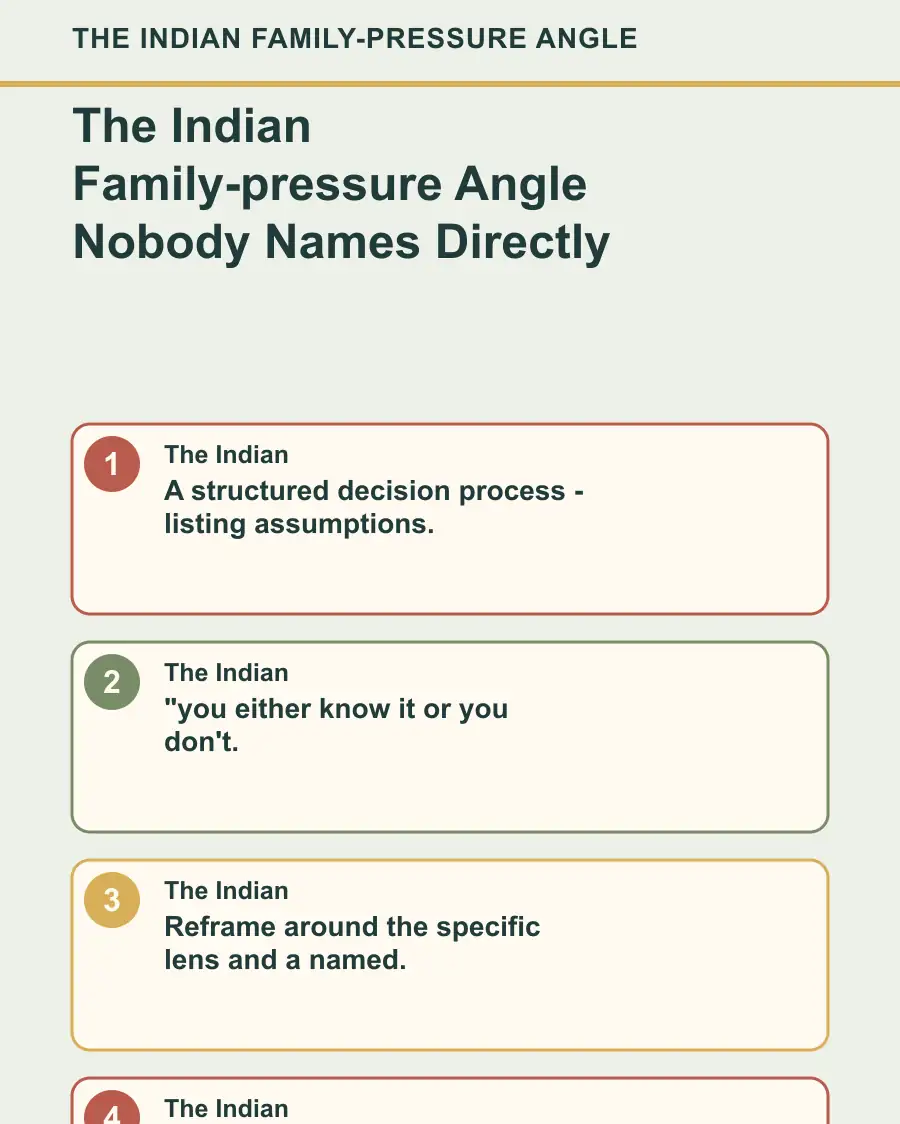 THE INDIAN FAMILY-PRESSURE ANGLE
The Indian
Family-pressure Angle
Nobody Names Directly
1
The Indian
A structured decision process -
listing assumptions.
2
The Indian
"you either know it or you
don't.
3
The Indian
Reframe around the specific
lens and a named.
4
The Indian